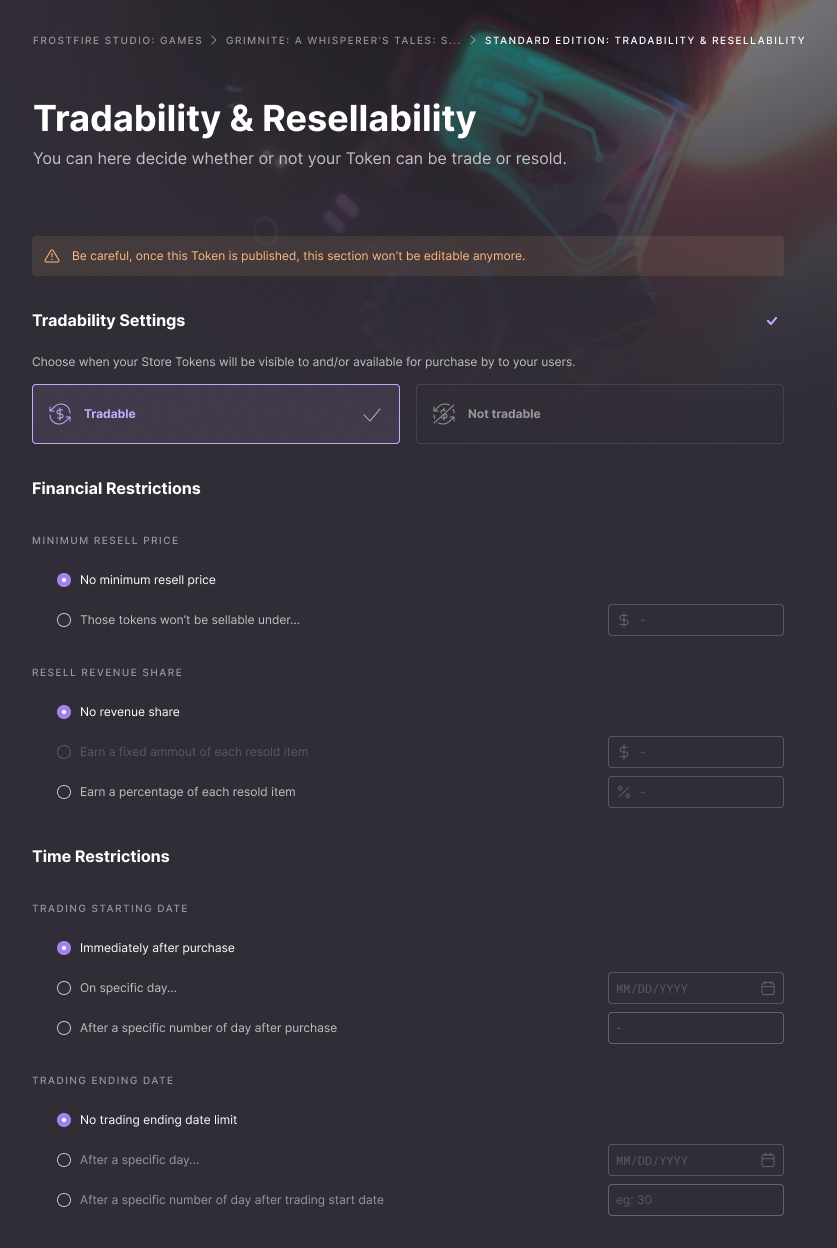 FROSTFIRE STUDIO: GAMES > GRIMNITE: A WHISPERER'S TALES: S... > STANDARD EDITION: TRADABILITY & RESELLABILITY
Tradability & Resellability
You can here decide whether or not your Token can be trade or resold.
Be careful, once this Token is published, this section won't be editable anymore.
Tradability Settings
Choose when your Store Tokens will be visible to and/or available for purchase by to your users.
Tradable
Not tradable
Financial Restrictions
MINIMUM RESELL PRICE
No minimum resell price
Those tokens won't be sellable under... $ -
RESELL REVENUE SHARE
No revenue share
Earn a fixed ammout of each resold item $ -
Earn a percentage of each resold item % -
Time Restrictions
TRADING STARTING DATE
Immediately after purchase
On specific day... MM/DD/YYYY
After a specific number of day after purchase -
TRADING ENDING DATE
No trading ending date limit
After a specific day... MM/DD/YYYY
After a specific number of day after trading start date eg: 30